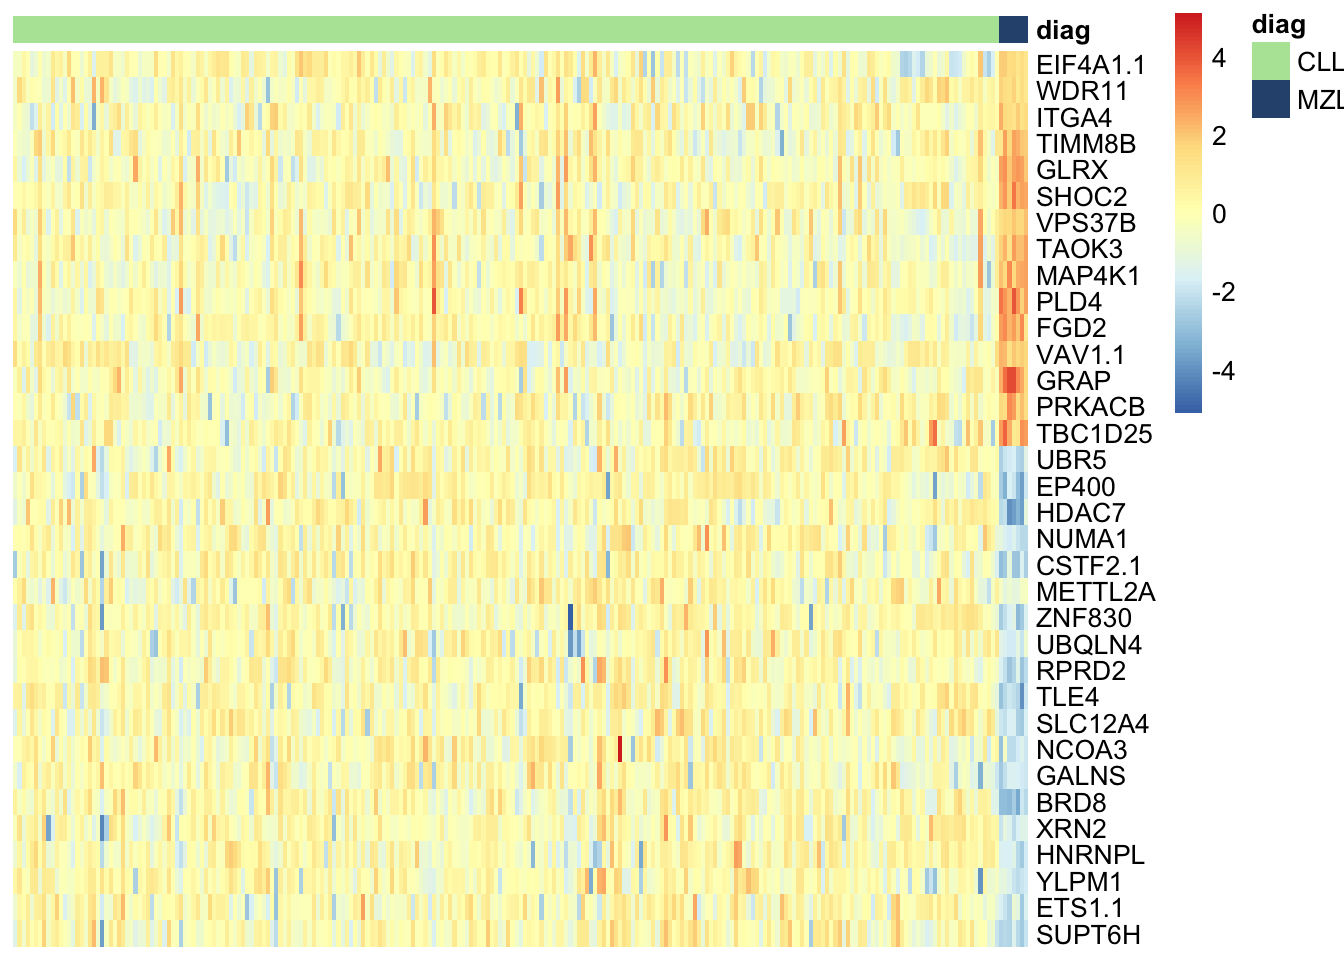 diag
EIF4A1.1
WDR11
ITGA4
TIMM8B
GLRX
SHOC2
VPS37B
TAOK3
MAP4K1
PLD4
FGD2
VAV1.1
GRAP
PRKACB
TBC1D25
UBR5
EP400
HDAC7
NUMA1
CSTF2.1
METTL2A
ZNF830
UBQLN4
RPRD2
TLE4
SLC12A4
NCOA3
GALNS
BRD8
XRN2
HNRNPL
YLPM1
ETS1.1
SUPT6H
4
2
0
-2
-4
diag
CLL
MZL